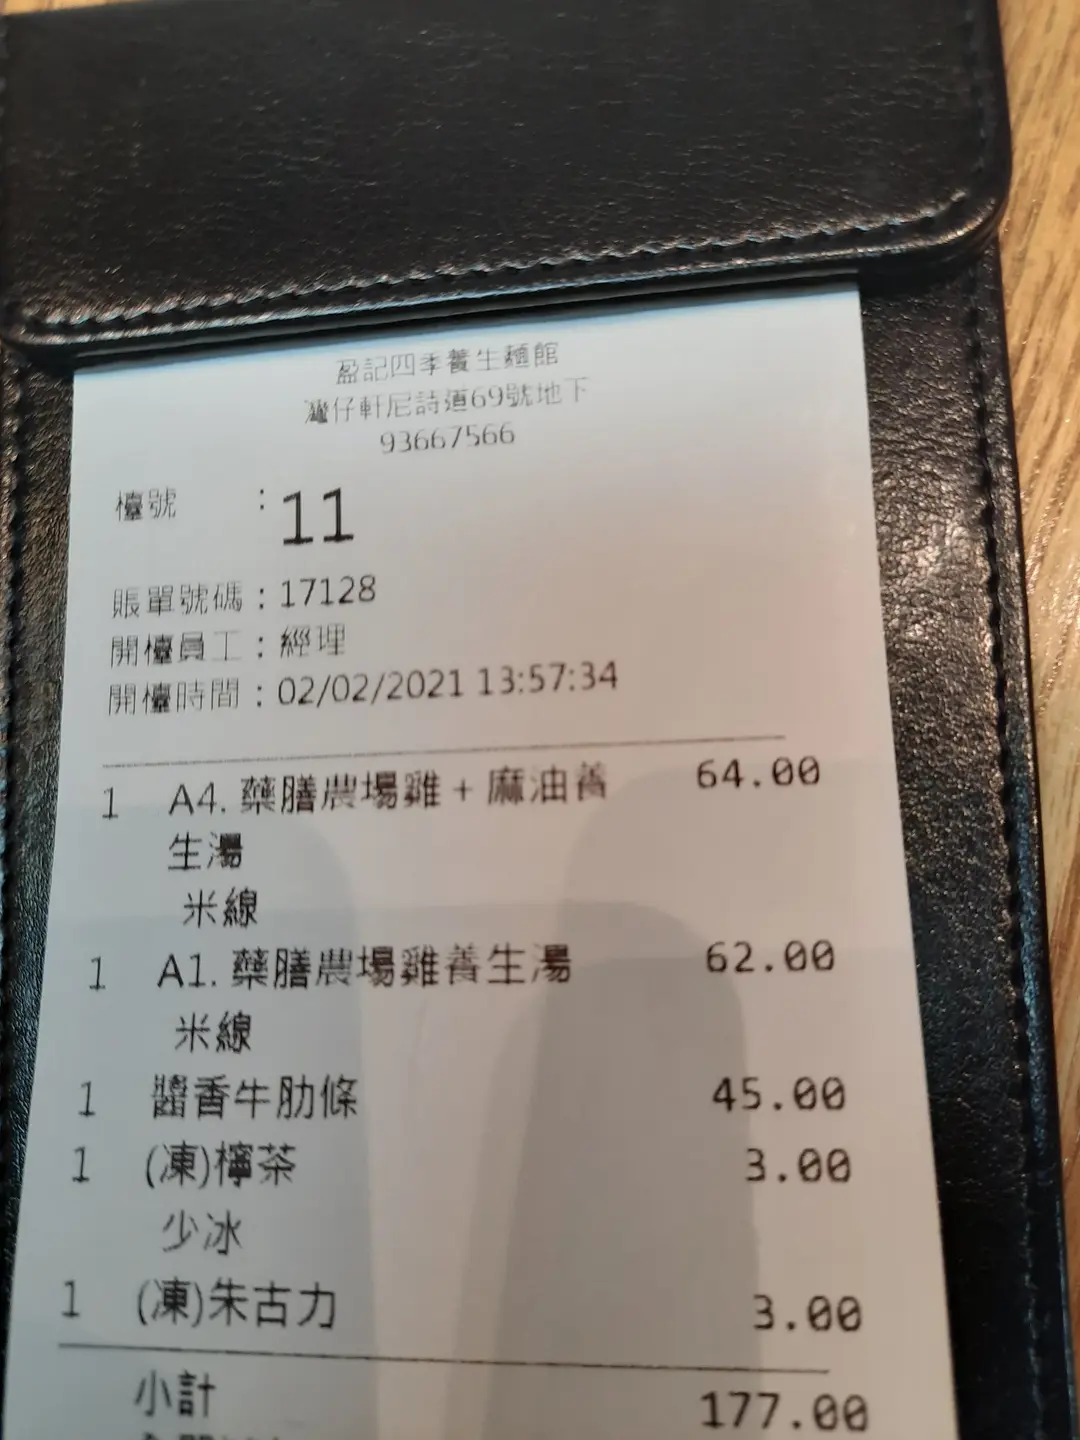 盈記四季養生麵館
灣仔軒尼詩道69號地下
93667566
檯號 : 11
賬單號碼 : 17128
開檯員工 : 經理
開檯時間 : 02/02/2021 13:57:34
1 A4. 藥膳農場雞 + 麻油養 64.00
生湯
米線
1 A1. 藥膳農場雞養生湯 62.00
米線
1 醬香牛肋條 45.00
1 (凍)檸茶 3.00
少冰
1 (凍)朱古力 3.00
小計 177.00